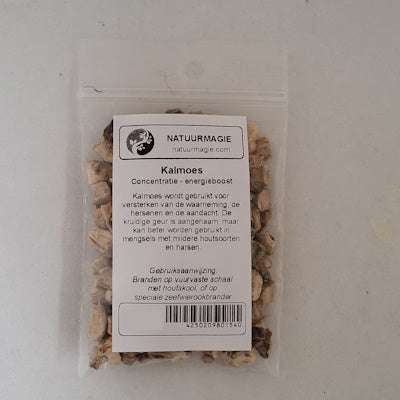 NATUURMAGIE
natuurmagie.com
Kalmoes
Concentratie - energieboost
Kalmoes wordt gebruikt voor
versterken van de waarneming, de
hersenen en de aandacht. De
kruidige geur is aangenaam, maar
kan beter worden gebruikt in
mengsels met mildere houtsoorten
en harsen.
Gebruiksaanwijzing:
Branden op vuurvaste schaal
met houtskool, of op
speciale zeefwierookbrander
4250209801540